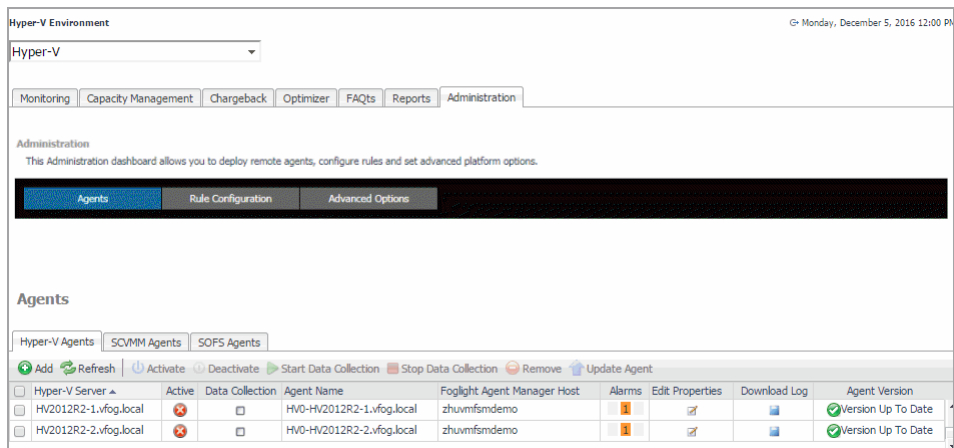 Hyper-V Environment
Monday, December 5, 2016 12:00 PM
Hyper-V
Monitoring Capacity Management Chargeback Optimizer FAQts Reports Administration
Administration
This Administration dashboard allows you to deploy remote agents, configure rules and set advanced platform options.
Agents Rule Configuration Advanced Options
Agents
Hyper-V Agents SCVMM Agents SOFS Agents
Add Refresh Activate Deactivate Start Data Collection Stop Data Collection Remove Update Agent
Hyper-V Server Active Data Collection Agent Name Foglight Agent Manager Host Alarms Edit Properties Download Log Agent Version
HV2012R2-1.vfog.local HV0-HV2012R2-1.vfog.local zhuvmfsmdemo 1 Version Up To Date
HV2012R2-2.vfog.local HV0-HV2012R2-2.vfog.local zhuvmfsmdemo 1 Version Up To Date